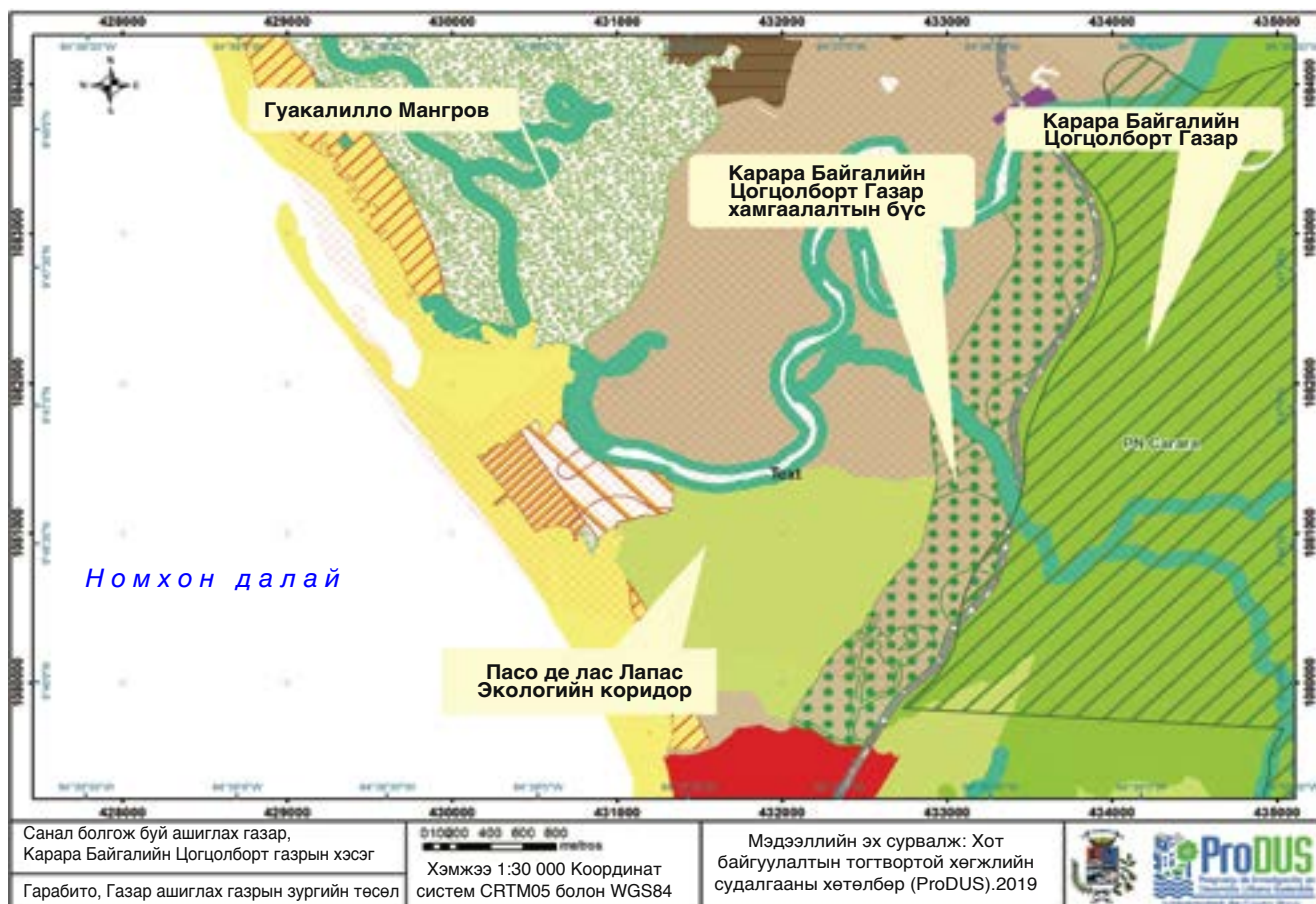 428000 429000 430000 431000 432000 433000 434000 435000
Гуакалилло Мангров
Карара Байгалийн
Цогцолборт Газар
Карара Байгалийн
Цогцолборт Газар
хамгаалалтын бүс
PN Carara
Text
Номхон далай
Пасо де лас Лапас
Экологийн коридор
428000 429000 430000 431000 432000 433000 434000 435000
Санал болгож буй ашиглах газар,
Карара Байгалийн Цогцолборт газрын хэсэг
Гарабито, Газар ашиглах газрын зургийн төсөл
400 600 800
metros
Хэмжээ 1:30 000 Координат
систем CRTM05 болон WGS84
Мэдээллийн эх сурвалж: Хот
байгуулалтын тогтвортой хөгжлийн
судалгааны хөтөлбөр (ProDUS).2019
ProDUS